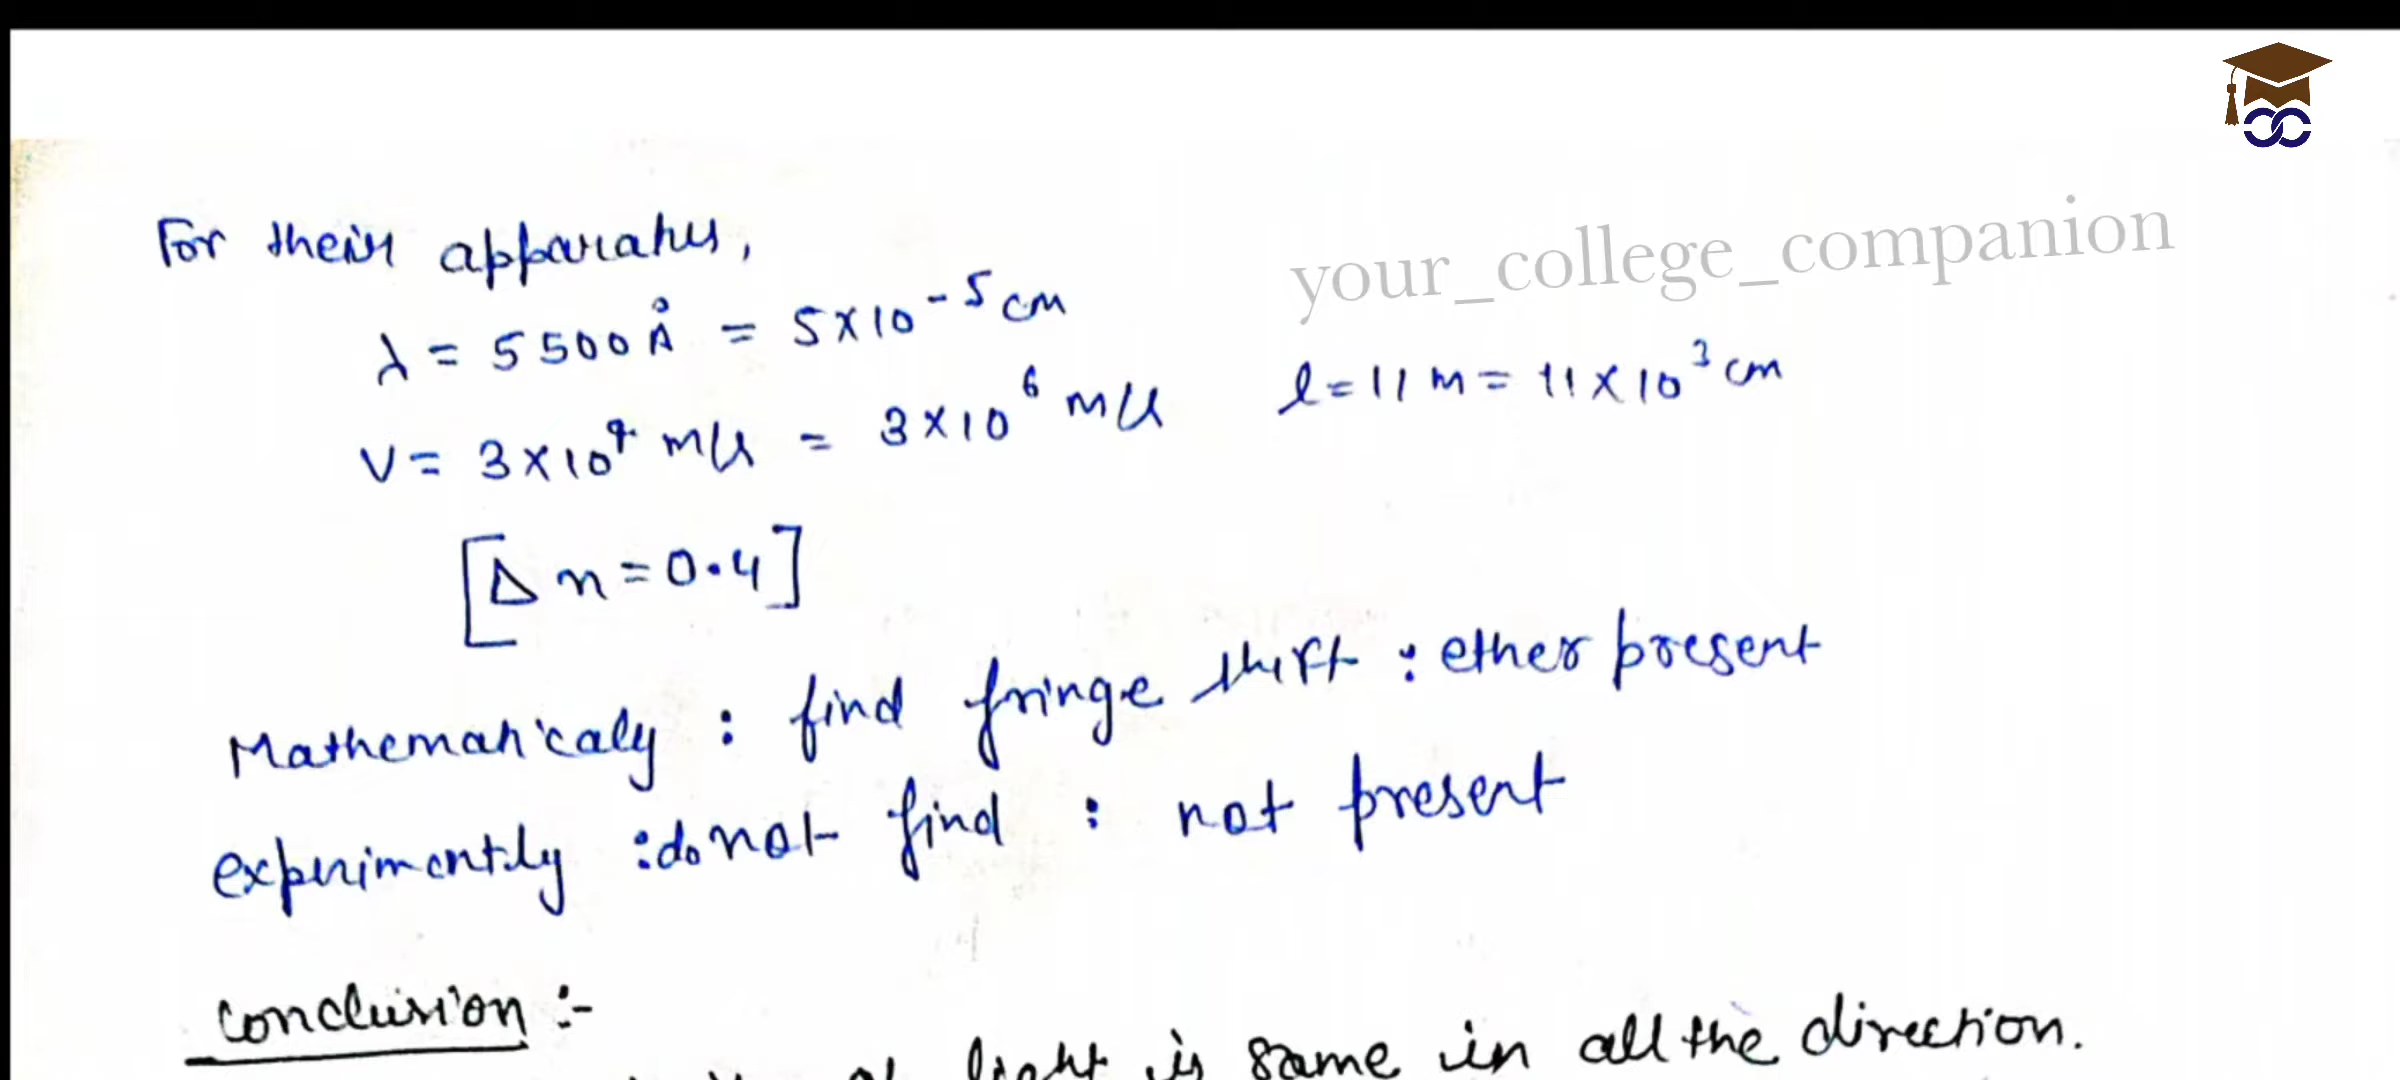 your_college_companion
For their apparatus,
λ = 5500 Å = 5×10⁻⁵ cm
l = 11 m = 11 × 10³ cm
V = 3×10⁴ m/s = 3×10⁶ m/s
[Δn = 0.4]
Mathematicaly : find fringe shift : ether present
experimently : do not find : not present
conclusion :-
light is same in all the direction.